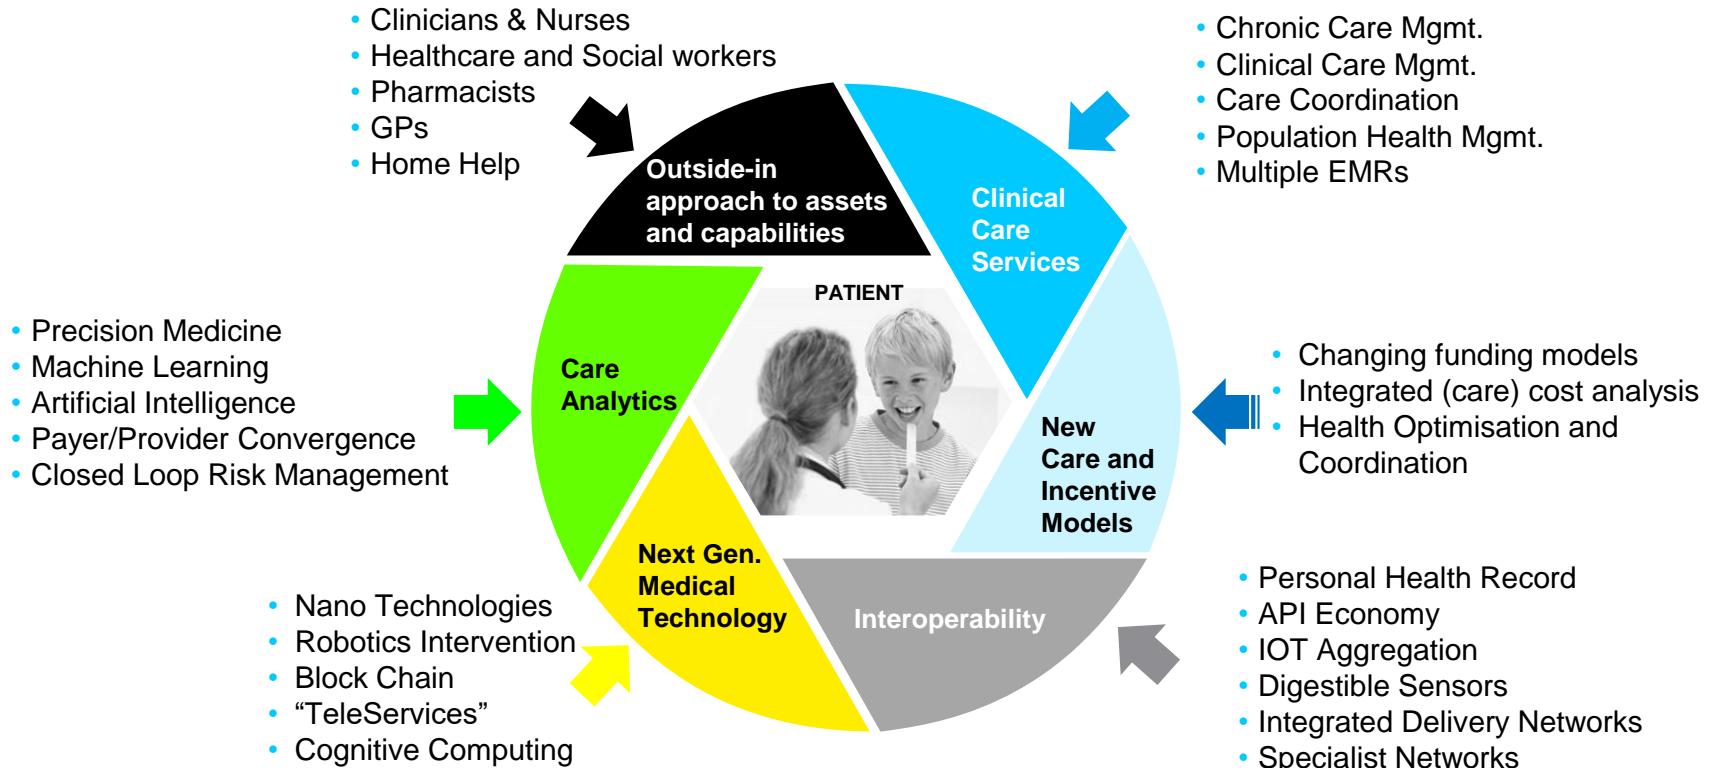 • Clinicians & Nurses
• Healthcare and Social workers
• Pharmacists
• GPs
• Home Help
• Chronic Care Mgmt.
• Clinical Care Mgmt.
• Care Coordination
• Population Health Mgmt.
• Multiple EMRs
Outside-in
approach to assets
and capabilities
Clinical
Care
Services
PATIENT
• Precision Medicine
• Machine Learning
• Artificial Intelligence
• Payer/Provider Convergence
• Closed Loop Risk Management
Care
Analytics
New
Care and
Incentive
Models
• Changing funding models
• Integrated (care) cost analysis
• Health Optimisation and
Coordination
Next Gen.
Medical
Technology
Interoperability
• Nano Technologies
• Robotics Intervention
• Block Chain
• “TeleServices”
• Cognitive Computing
• Personal Health Record
• API Economy
• IOT Aggregation
• Digestible Sensors
• Integrated Delivery Networks
• Specialist Networks